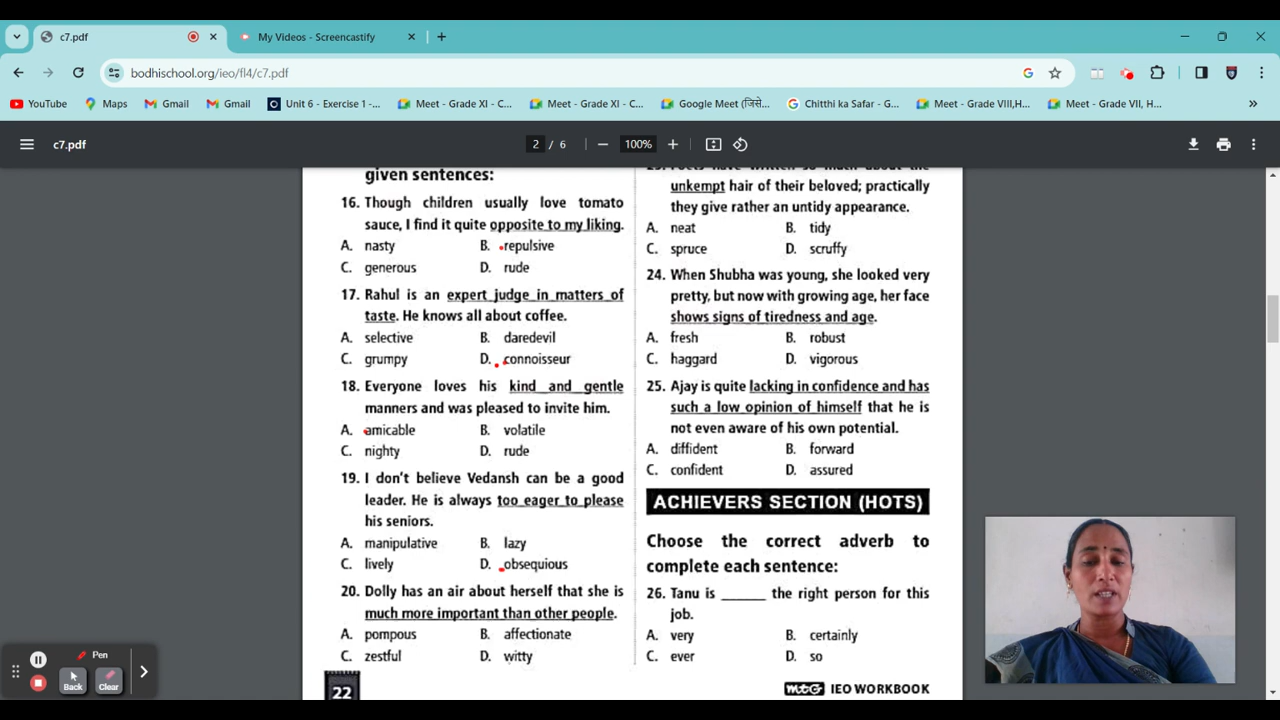 c7.pdf
My Videos - Screencastify
bodhischool.org/ieo/fl4/c7.pdf
YouTube
Maps
Gmail
Gmail
Unit 6 - Exercise 1 -...
Meet - Grade XI - C...
Meet - Grade XI - C...
Google Meet (जिसे...
Chitthi ka Safar - G...
Meet - Grade VIII,H...
Meet - Grade VII, H...
c7.pdf
2 / 6
100%
given sentences:
16. Though children usually love tomato
sauce, I find it quite opposite to my liking.
A. nasty B. repulsive
C. generous D. rude
17. Rahul is an expert judge in matters of
taste. He knows all about coffee.
A. selective B. daredevil
C. grumpy D. connoisseur
18. Everyone loves his kind and gentle
manners and was pleased to invite him.
A. amicable B. volatile
C. nighty D. rude
19. I don't believe Vedansh can be a good
leader. He is always too eager to please
his seniors.
A. manipulative B. lazy
C. lively D. obsequious
20. Dolly has an air about herself that she is
much more important than other people.
A. pompous B. affectionate
C. zestful D. witty
22
unkempt hair of their beloved; practically
they give rather an untidy appearance.
A. neat B. tidy
C. spruce D. scruffy
24. When Shubha was young, she looked very
pretty, but now with growing age, her face
shows signs of tiredness and age.
A. fresh B. robust
C. haggard D. vigorous
25. Ajay is quite lacking in confidence and has
such a low opinion of himself that he is
not even aware of his own potential.
A. diffident B. forward
C. confident D. assured
ACHIEVERS SECTION (HOTS)
Choose the correct adverb to
complete each sentence:
26. Tanu is ______ the right person for this
job.
A. very B. certainly
C. ever D. so
mtG IEO WORKBOOK
Pen
Back
Clear